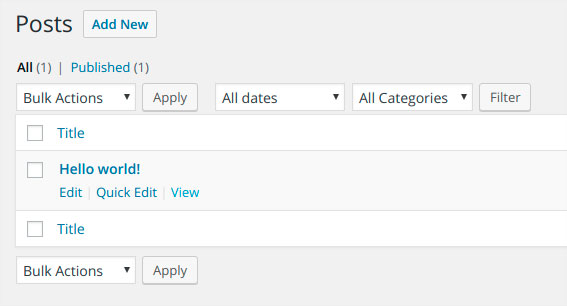 Posts Add New
All (1) | Published (1)
Bulk Actions Apply All dates All Categories Filter
Title
Hello world!
Edit | Quick Edit | View
Title
Bulk Actions Apply